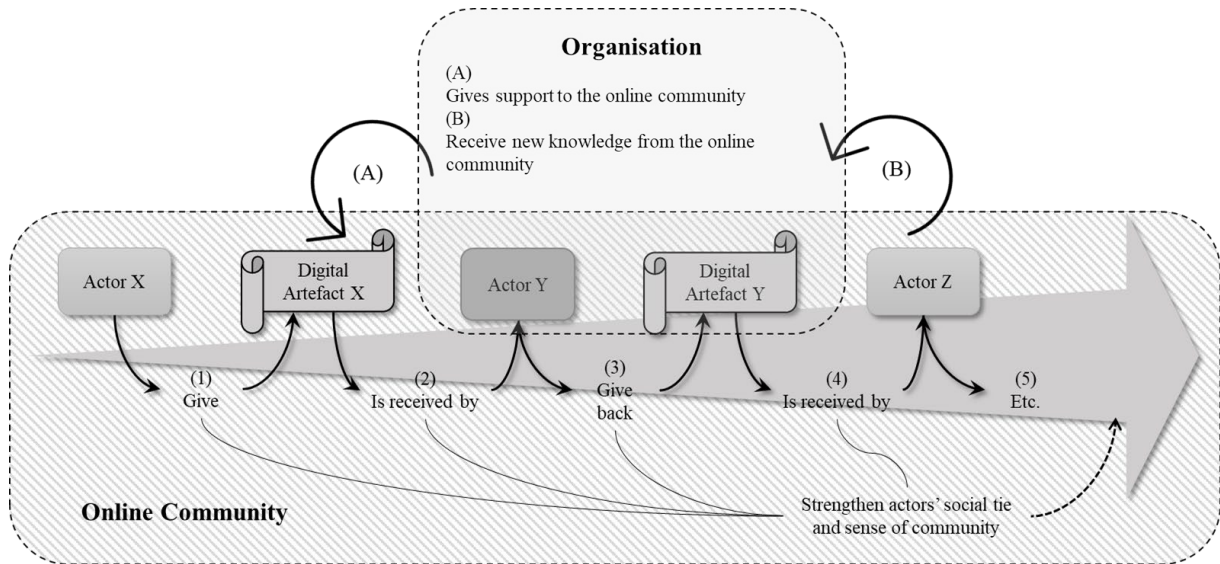 Organisation
(A)
Gives support to the online community
(B)
Receive new knowledge from the online
community
(A)
(B)
Actor X
Digital
Artefact X
Actor Y
Digital
Artefact Y
Actor Z
(1)
Give
(2)
Is received by
(3)
Give
back
(4)
Is received by
(5)
Etc.
Strengthen actors' social tie
and sense of community
Online Community